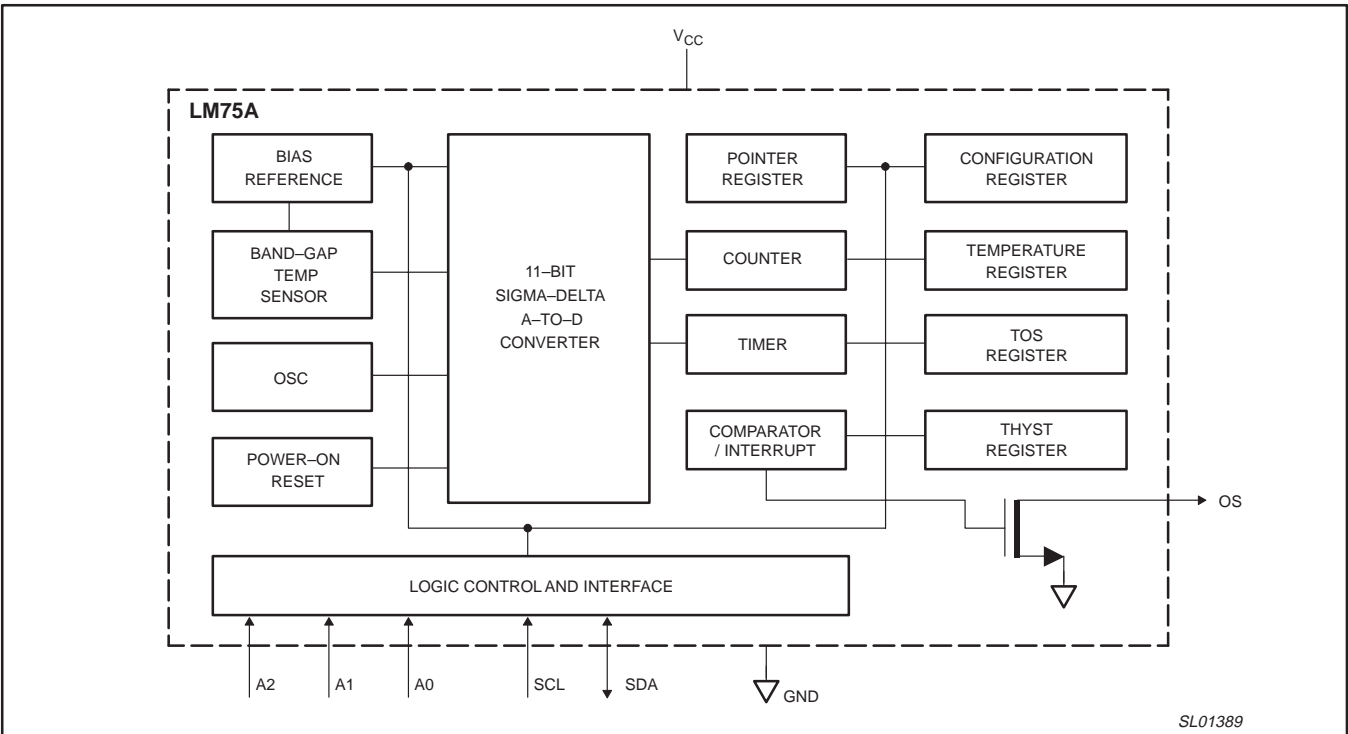 VCC
LM75A
BIAS
REFERENCE
BAND–GAP
TEMP
SENSOR
OSC
POWER–ON
RESET
11–BIT
SIGMA–DELTA
A–TO–D
CONVERTER
POINTER
REGISTER
COUNTER
TIMER
COMPARATOR
/ INTERRUPT
CONFIGURATION
REGISTER
TEMPERATURE
REGISTER
TOS
REGISTER
THYST
REGISTER
OS
LOGIC CONTROL AND INTERFACE
A2
A1
A0
SCL
SDA
GND
SL01389